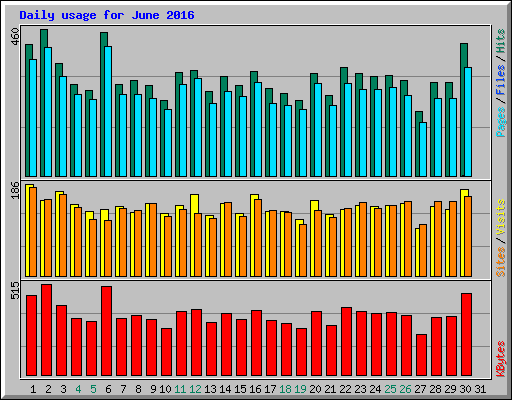 Daily usage for June 2016
460
Pages / Files / Hits
186
Sites / Visits
515
KBytes
1 2 3 4 5 6 7 8 9 10 11 12 13 14 15 16 17 18 19 20 21 22 23 24 25 26 27 28 29 30 31